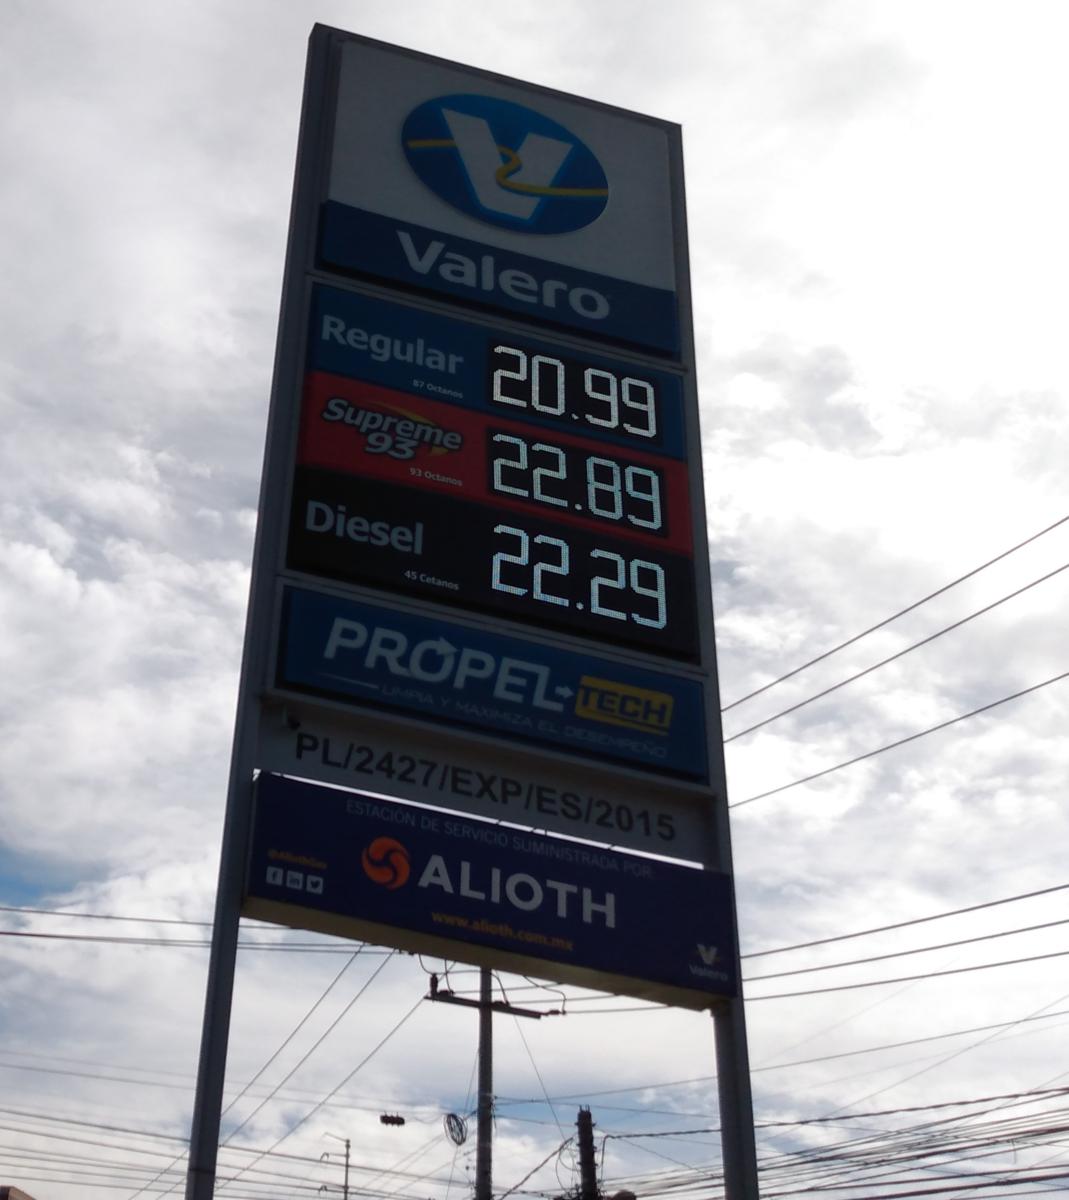 Valero
Regular 20.99
87 Octanos
Supreme
93
22.89
93 Octanos
Diesel 22.29
45 Cetanos
PROPEL TECH
LIMPIA Y MAXIMIZA EL DESEMPEÑO
PL/2427/EXP/ES/2015
ESTACIÓN DE SERVICIO SUMINISTRADA POR:
@AliothGas
ALIOTH
www.alioth.com.mx
Valero